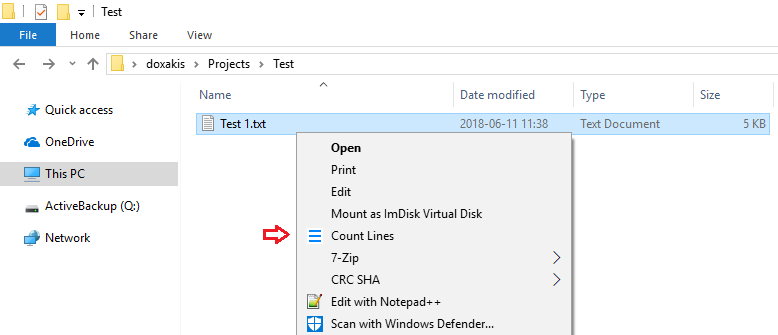 Test
File Home Share View
doxakis Projects Test
Name Date modified Type Size
Quick access
OneDrive
This PC
ActiveBackup (Q:)
Network
Test 1.txt 2018-06-11 11:38 Text Document 5 KB
Open
Print
Edit
Mount as ImDisk Virtual Disk
Count Lines
7-Zip
CRC SHA
Edit with Notepad++
Scan with Windows Defender...